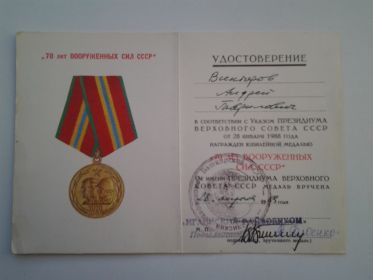 „70 лет ВООРУЖЕННЫХ СИЛ СССР“
УДОСТОВЕРЕНИЕ
Андрей
Гаврилович
В СООТВЕТСТВИИ С УКАЗОМ ПРЕЗИДИУМА
ВЕРХОВНОГО СОВЕТА СССР
ОТ 28 ЯНВАРЯ 1988 ГОДА
НАГРАЖДЕН ЮБИЛЕЙНОЙ МЕДАЛЬЮ
„70 ЛЕТ ВООРУЖЕННЫХ
СИЛ СССР“
ОТ ИМЕНИ ПРЕЗИДИУМА ВЕРХОВНОГО
СОВЕТА СССР МЕДАЛЬ ВРУЧЕНА
М. П.